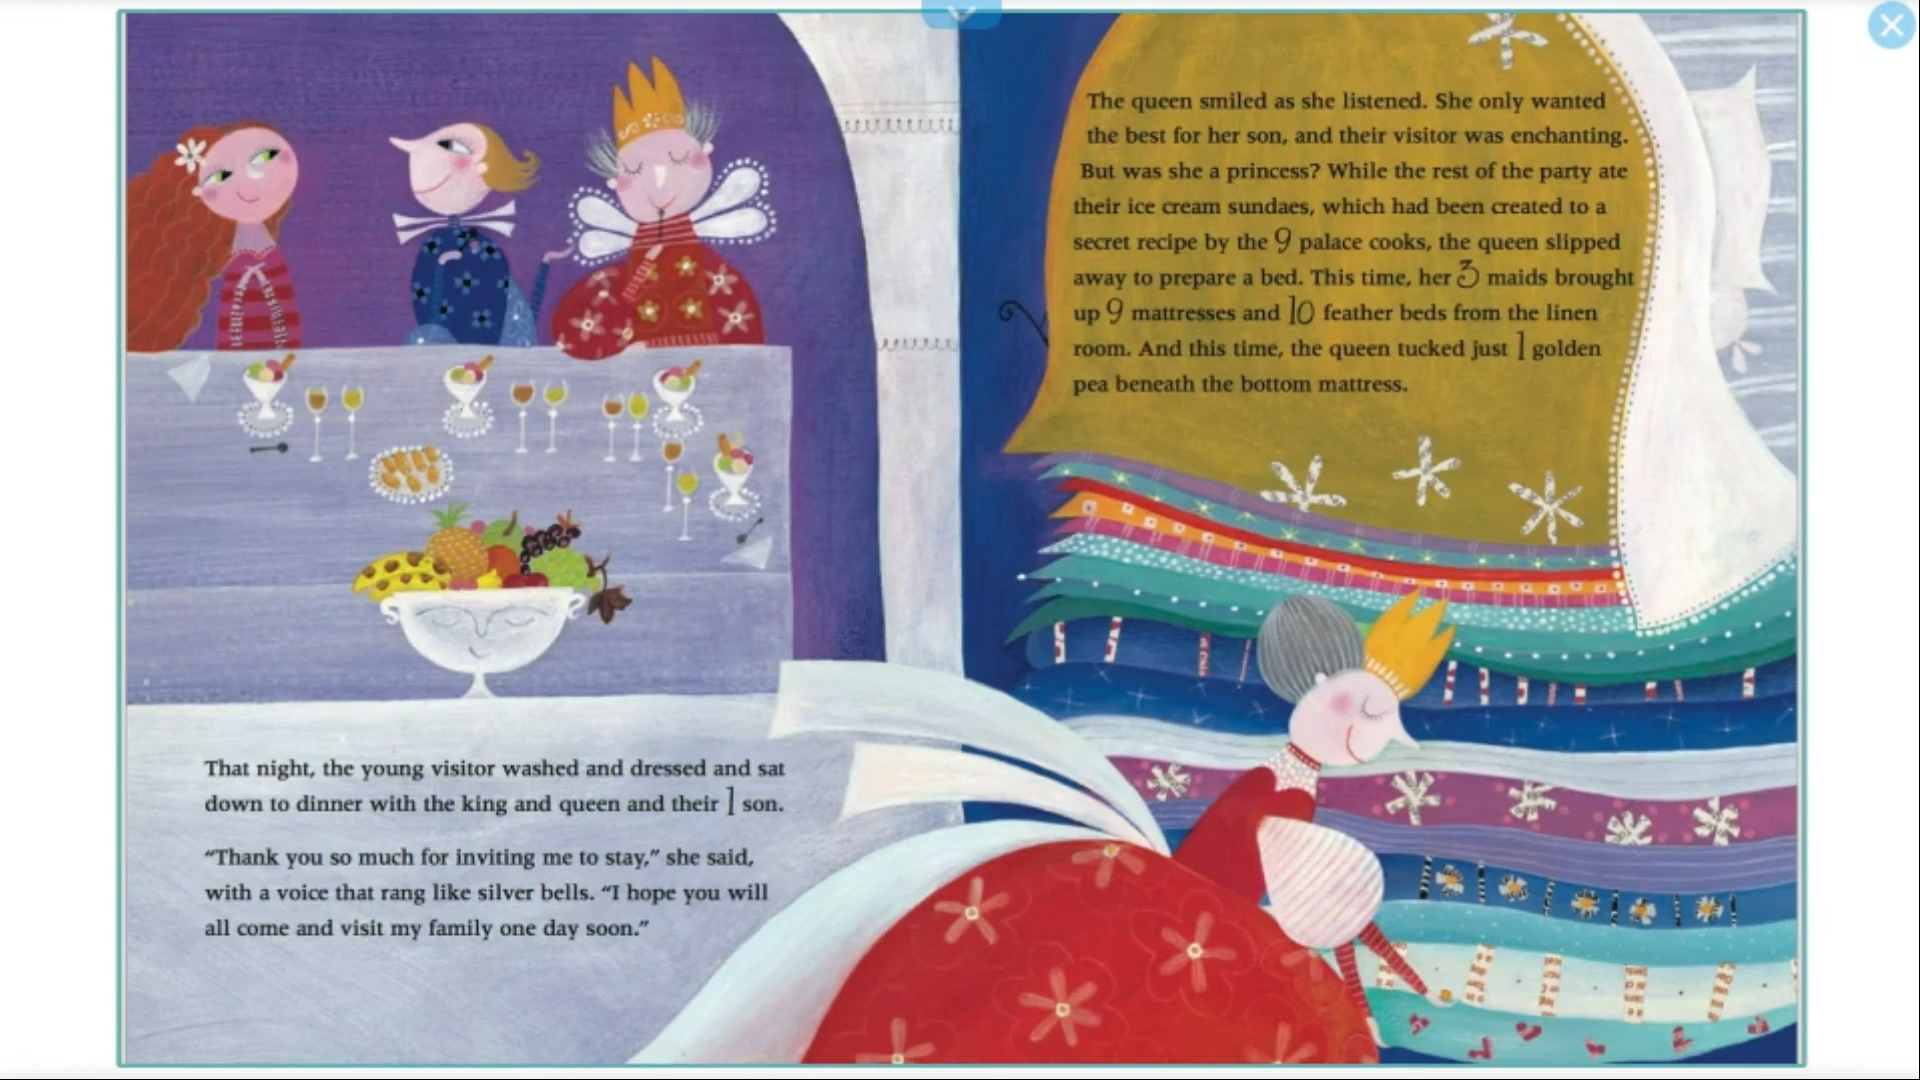 That night, the young visitor washed and dressed and sat
down to dinner with the king and queen and their 1 son.
“Thank you so much for inviting me to stay,” she said,
with a voice that rang like silver bells. “I hope you will
all come and visit my family one day soon.”
The queen smiled as she listened. She only wanted
the best for her son, and their visitor was enchanting.
But was she a princess? While the rest of the party ate
their ice cream sundaes, which had been created to a
secret recipe by the 9 palace cooks, the queen slipped
away to prepare a bed. This time, her 3 maids brought
up 9 mattresses and 10 feather beds from the linen
room. And this time, the queen tucked just 1 golden
pea beneath the bottom mattress.